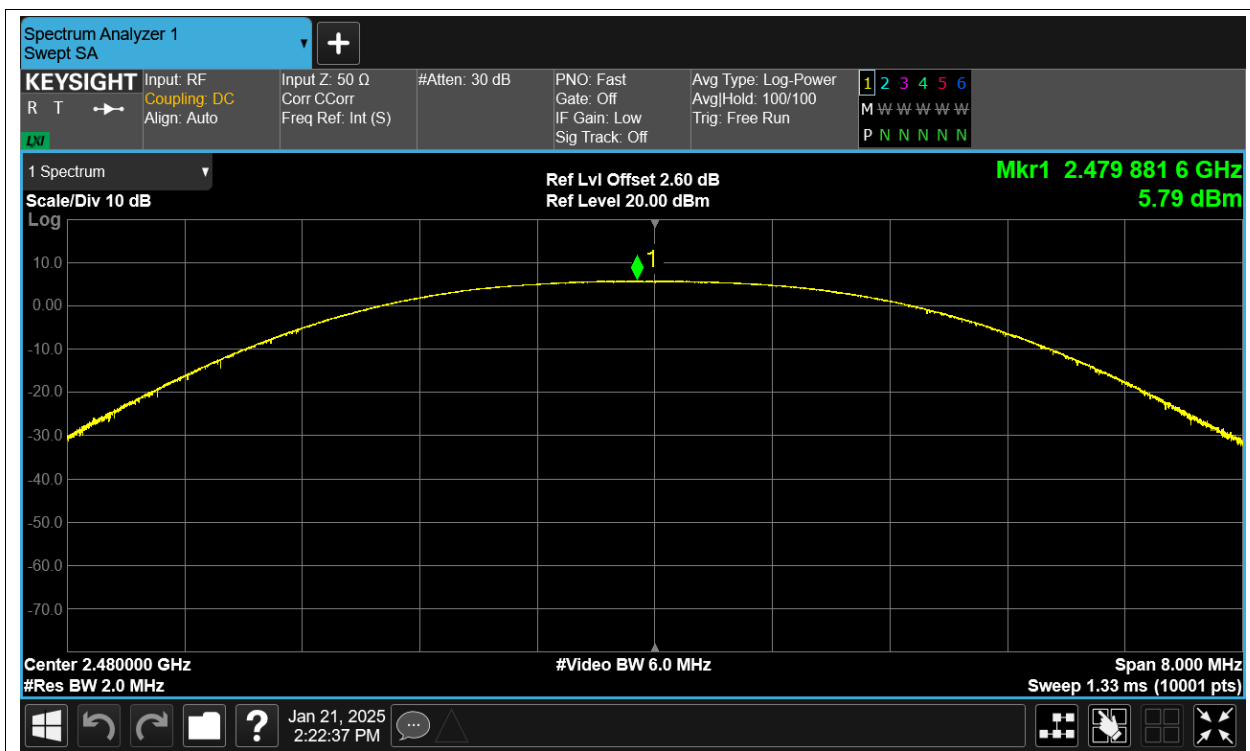 Spectrum Analyzer 1
Swept SA
KEYSIGHT
R T
LXI
Input: RF
Coupling: DC
Align: Auto
Input Z: 50 Ω
Corr CCorr
Freq Ref: Int (S)
#Atten: 30 dB
PNO: Fast
Gate: Off
IF Gain: Low
Sig Track: Off
Avg Type: Log-Power
Avg|Hold: 100/100
Trig: Free Run
1 2 3 4 5 6
M W W W W W W
P N N N N N
1 Spectrum
Scale/Div 10 dB
Ref Lvl Offset 2.60 dB
Ref Level 20.00 dBm
Mkr1 2.479 881 6 GHz
5.79 dBm
Log
1
10.0
0.00
-10.0
-20.0
-30.0
-40.0
-50.0
-60.0
-70.0
Center 2.480000 GHz
#Video BW 6.0 MHz
Span 8.000 MHz
#Res BW 2.0 MHz
Sweep 1.33 ms (10001 pts)
?
Jan 21, 2025
2:22:37 PM